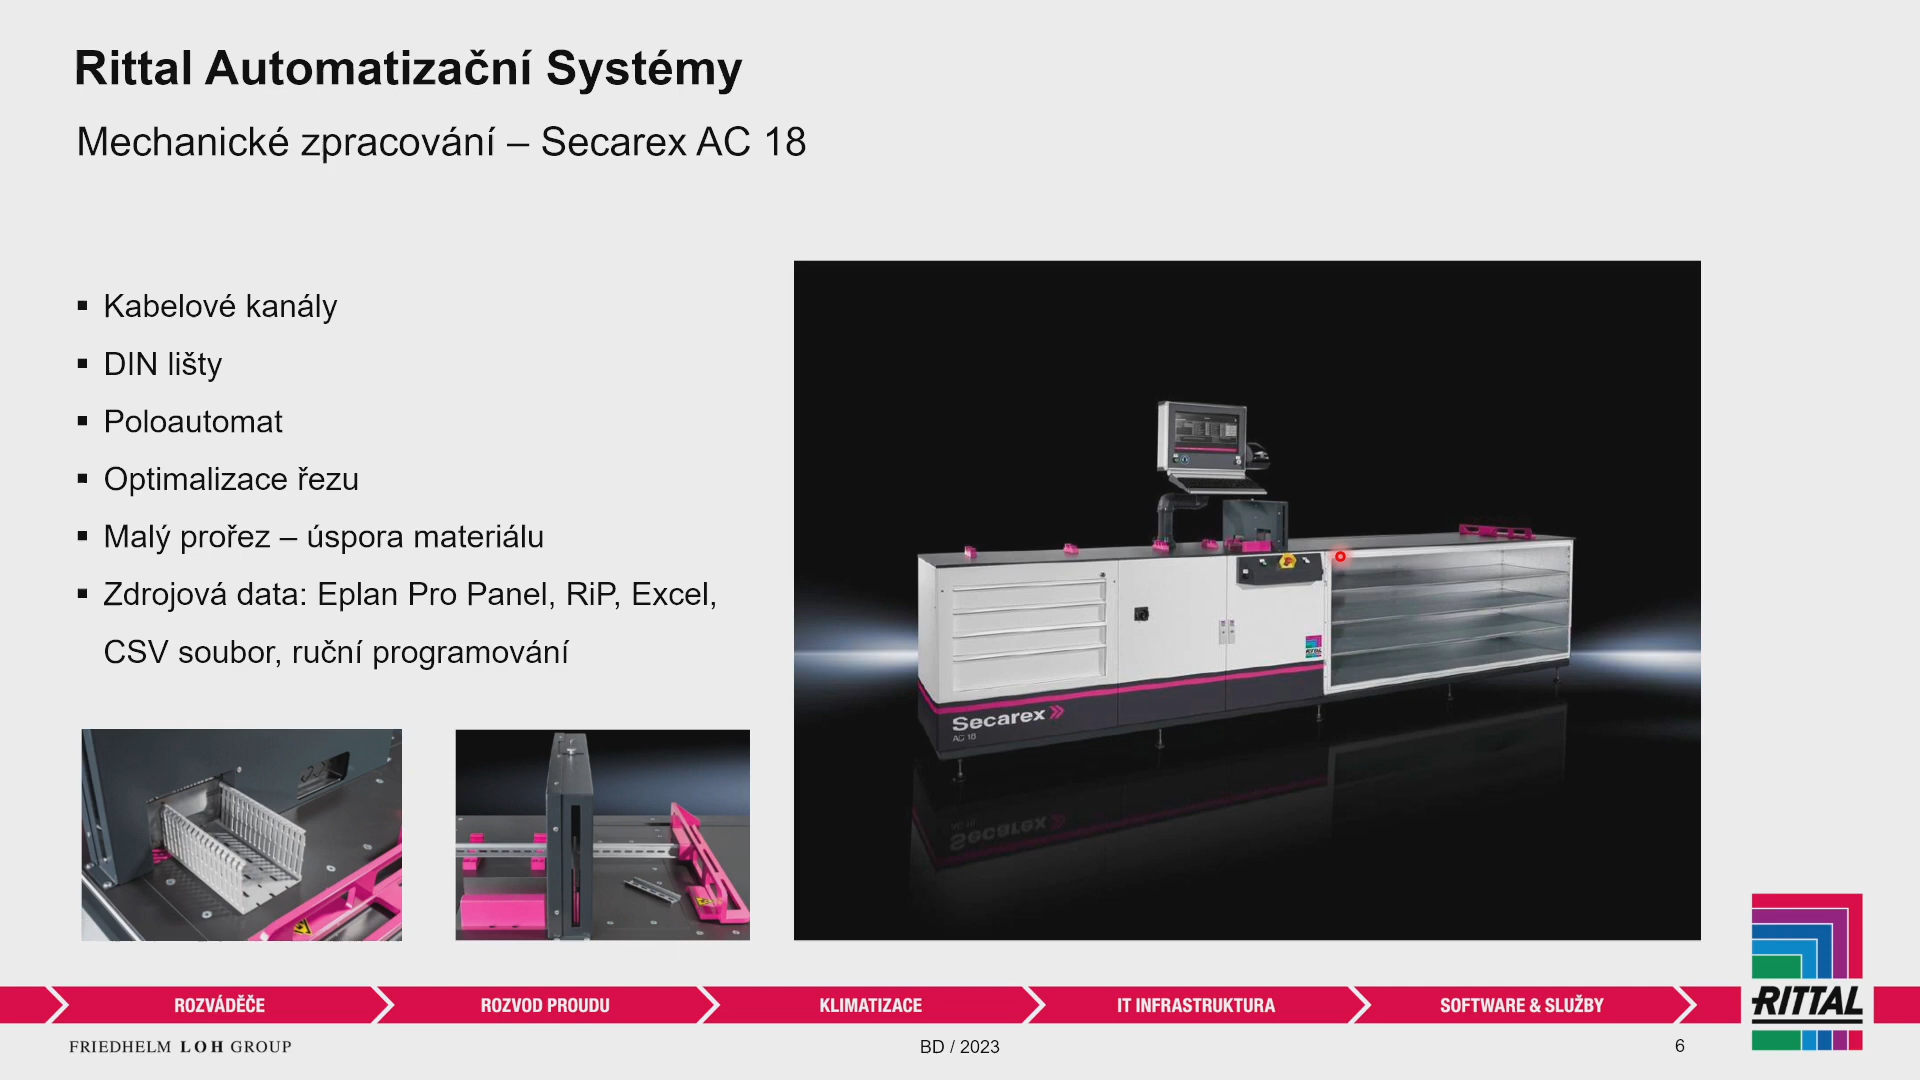 Rittal Automatizační Systémy
Mechanické zpracování – Secarex AC 18
▪ Kabelové kanály
▪ DIN lišty
▪ Poloautomat
▪ Optimalizace řezu
▪ Malý prořez – úspora materiálu
▪ Zdrojová data: Eplan Pro Panel, RiP, Excel,
CSV soubor, ruční programování
RITTAL
Secarex
AC 18
ROZVÁDĚČE
ROZVOD PROUDU
KLIMATIZACE
IT INFRASTRUKTURA
SOFTWARE & SLUŽBY
RITTAL
FRIEDHELM LOH GROUP
BD / 2023
6